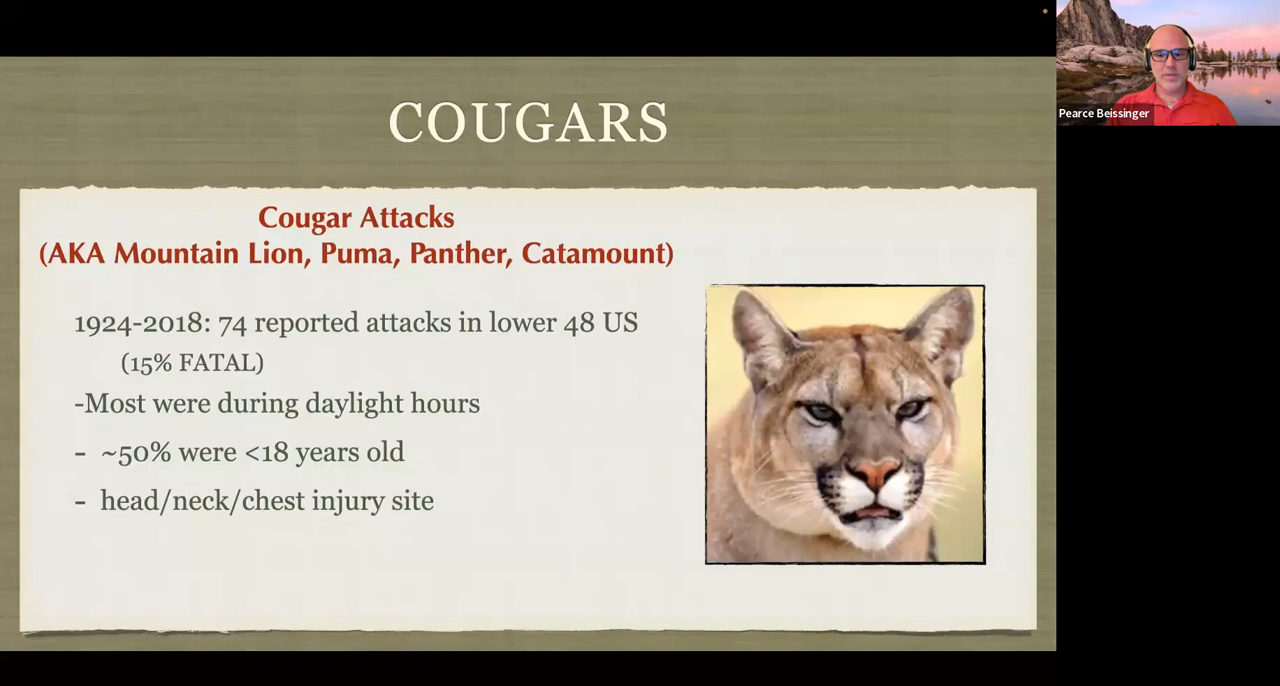 COUGARS
Cougar Attacks
(AKA Mountain Lion, Puma, Panther, Catamount)
1924-2018: 74 reported attacks in lower 48 US
(15% FATAL)
-Most were during daylight hours
- ~50% were <18 years old
- head/neck/chest injury site
Pearce Beissinger